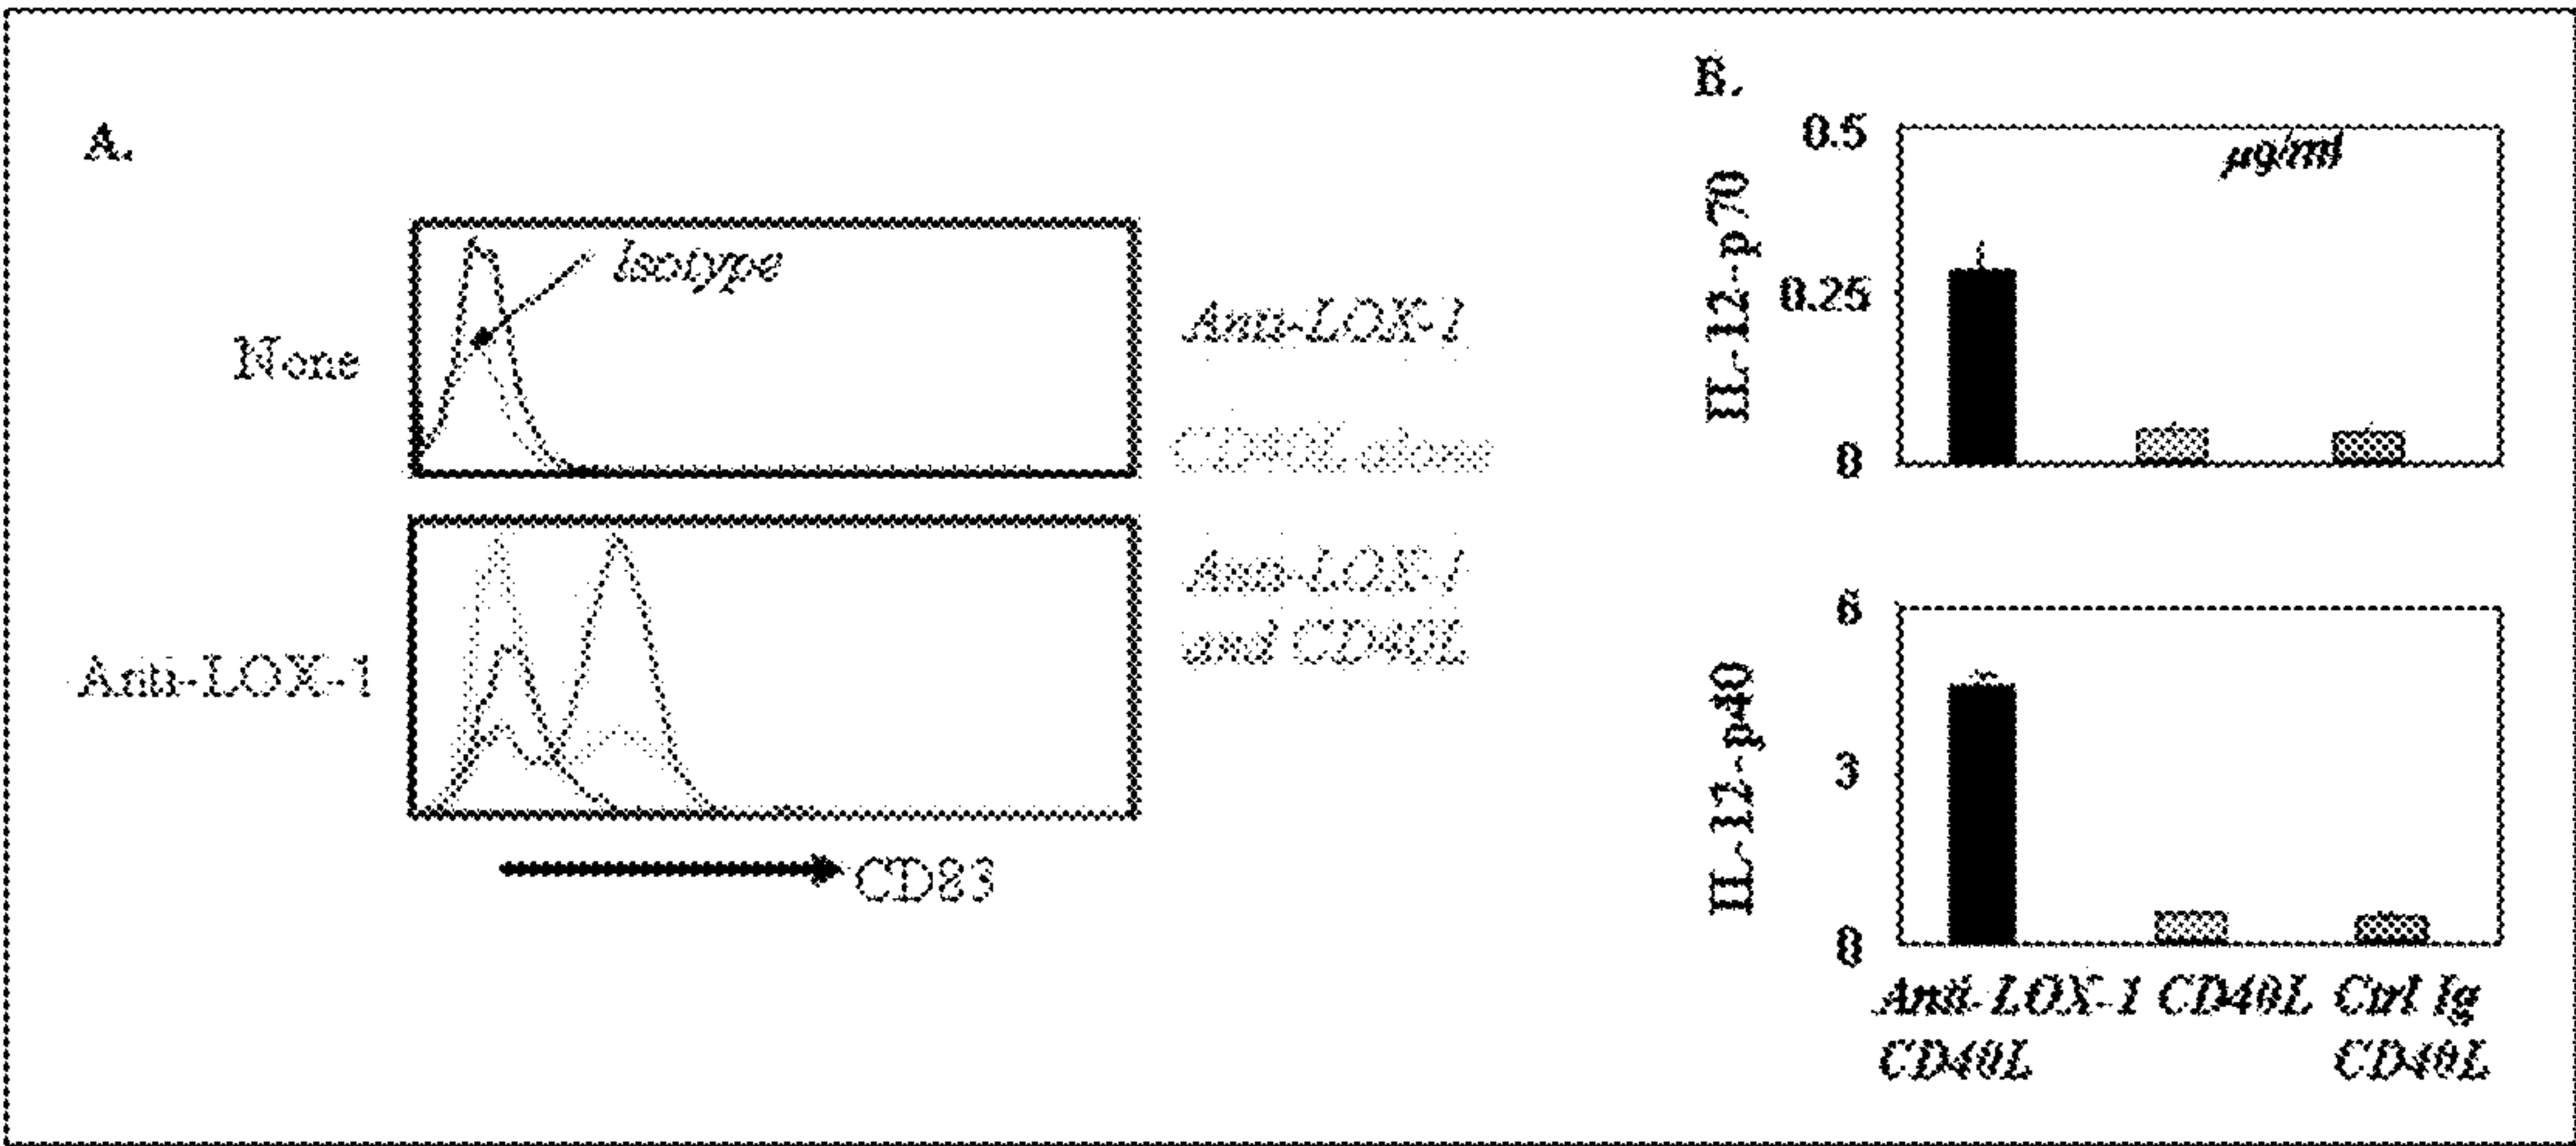 A.
None
Isotype
Anti-LOX-1
CD40L alone
Anti-LOX-1
and CD40L
Anti-LOX-1
CD83
B.
IL-12-p70
0.5
0.25
0
µg/ml
IL-12-p40
6
3
0
Anti-LOX-1 CD40L Ctrl Ig
CD40L CD40L